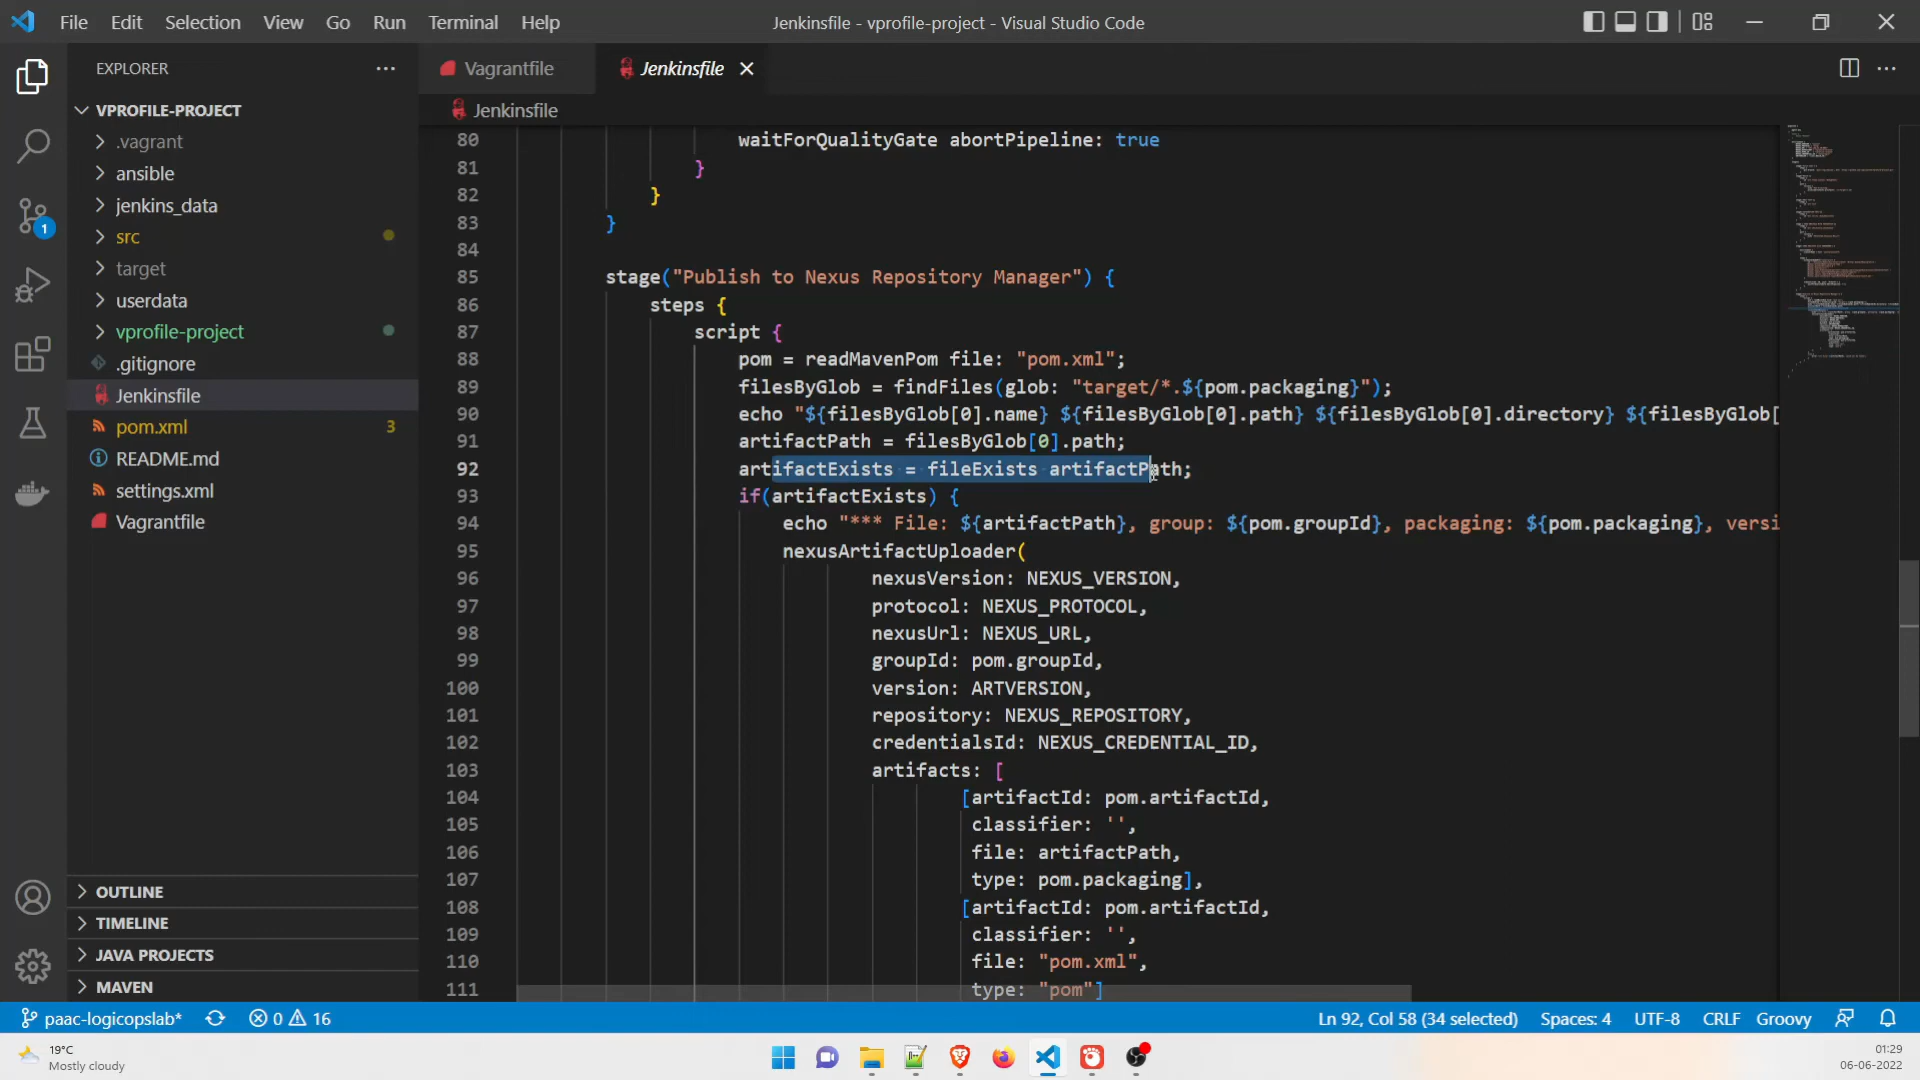 File Edit Selection View Go Run Terminal Help
Jenkinsfile - vprofile-project - Visual Studio Code
EXPLORER
VPROFILE-PROJECT
.vagrant
ansible
jenkins_data
src
target
userdata
vprofile-project
.gitignore
Jenkinsfile
pom.xml 3
README.md
settings.xml
Vagrantfile
OUTLINE
TIMELINE
JAVA PROJECTS
MAVEN
1
Vagrantfile
Jenkinsfile
Jenkinsfile
80 waitForQualityGate abortPipeline: true
81 }
82 }
83 }
84
85 stage("Publish to Nexus Repository Manager") {
86 steps {
87 script {
88 pom = readMavenPom file: "pom.xml";
89 filesByGlob = findFiles(glob: "target/*.${pom.packaging}");
90 echo "${filesByGlob[0].name} ${filesByGlob[0].path} ${filesByGlob[0].directory} ${filesByGlob[
91 artifactPath = filesByGlob[0].path;
92 artifactExists = fileExists artifactPath;
93 if(artifactExists) {
94 echo "*** File: ${artifactPath}, group: ${pom.groupId}, packaging: ${pom.packaging}, versi
95 nexusArtifactUploader(
96 nexusVersion: NEXUS_VERSION,
97 protocol: NEXUS_PROTOCOL,
98 nexusUrl: NEXUS_URL,
99 groupId: pom.groupId,
100 version: ARTVERSION,
101 repository: NEXUS_REPOSITORY,
102 credentialsId: NEXUS_CREDENTIAL_ID,
103 artifacts: [
104 [artifactId: pom.artifactId,
105 classifier: '',
106 file: artifactPath,
107 type: pom.packaging],
108 [artifactId: pom.artifactId,
109 classifier: '',
110 file: "pom.xml",
111 type: "pom"]
paac-logicopslab* 0 16
Ln 92, Col 58 (34 selected) Spaces: 4 UTF-8 CRLF Groovy
19°C
Mostly cloudy
01:29
06-06-2022